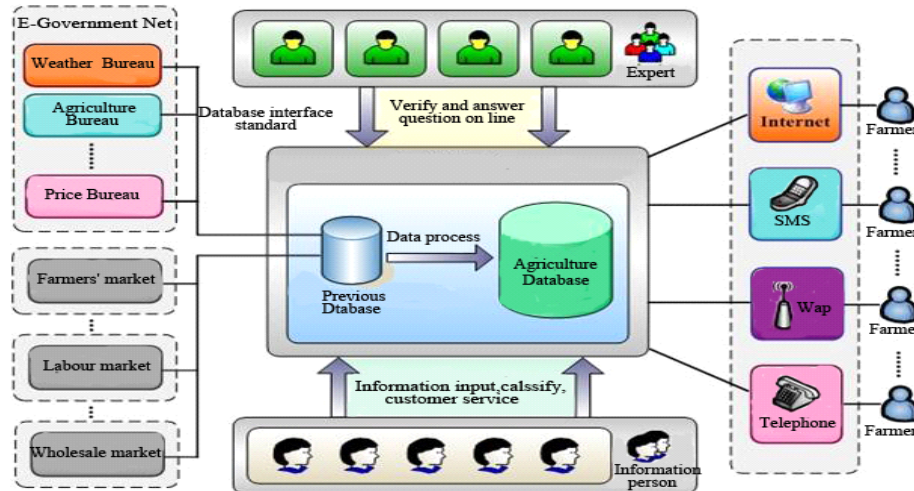 E-Government Net
Weather Bureau
Agriculture
Bureau
Price Bureau
Farmers' market
Labour market
Wholesale market
Database interface
standard
Expert
Verify and answer
question on line
Data process
Previous
Dtabase
Agriculture
Database
Information input,calssify,
customer service
Information
person
Internet
SMS
Wap
Telephone
Farmer
Farmer
Farmer
Farmer